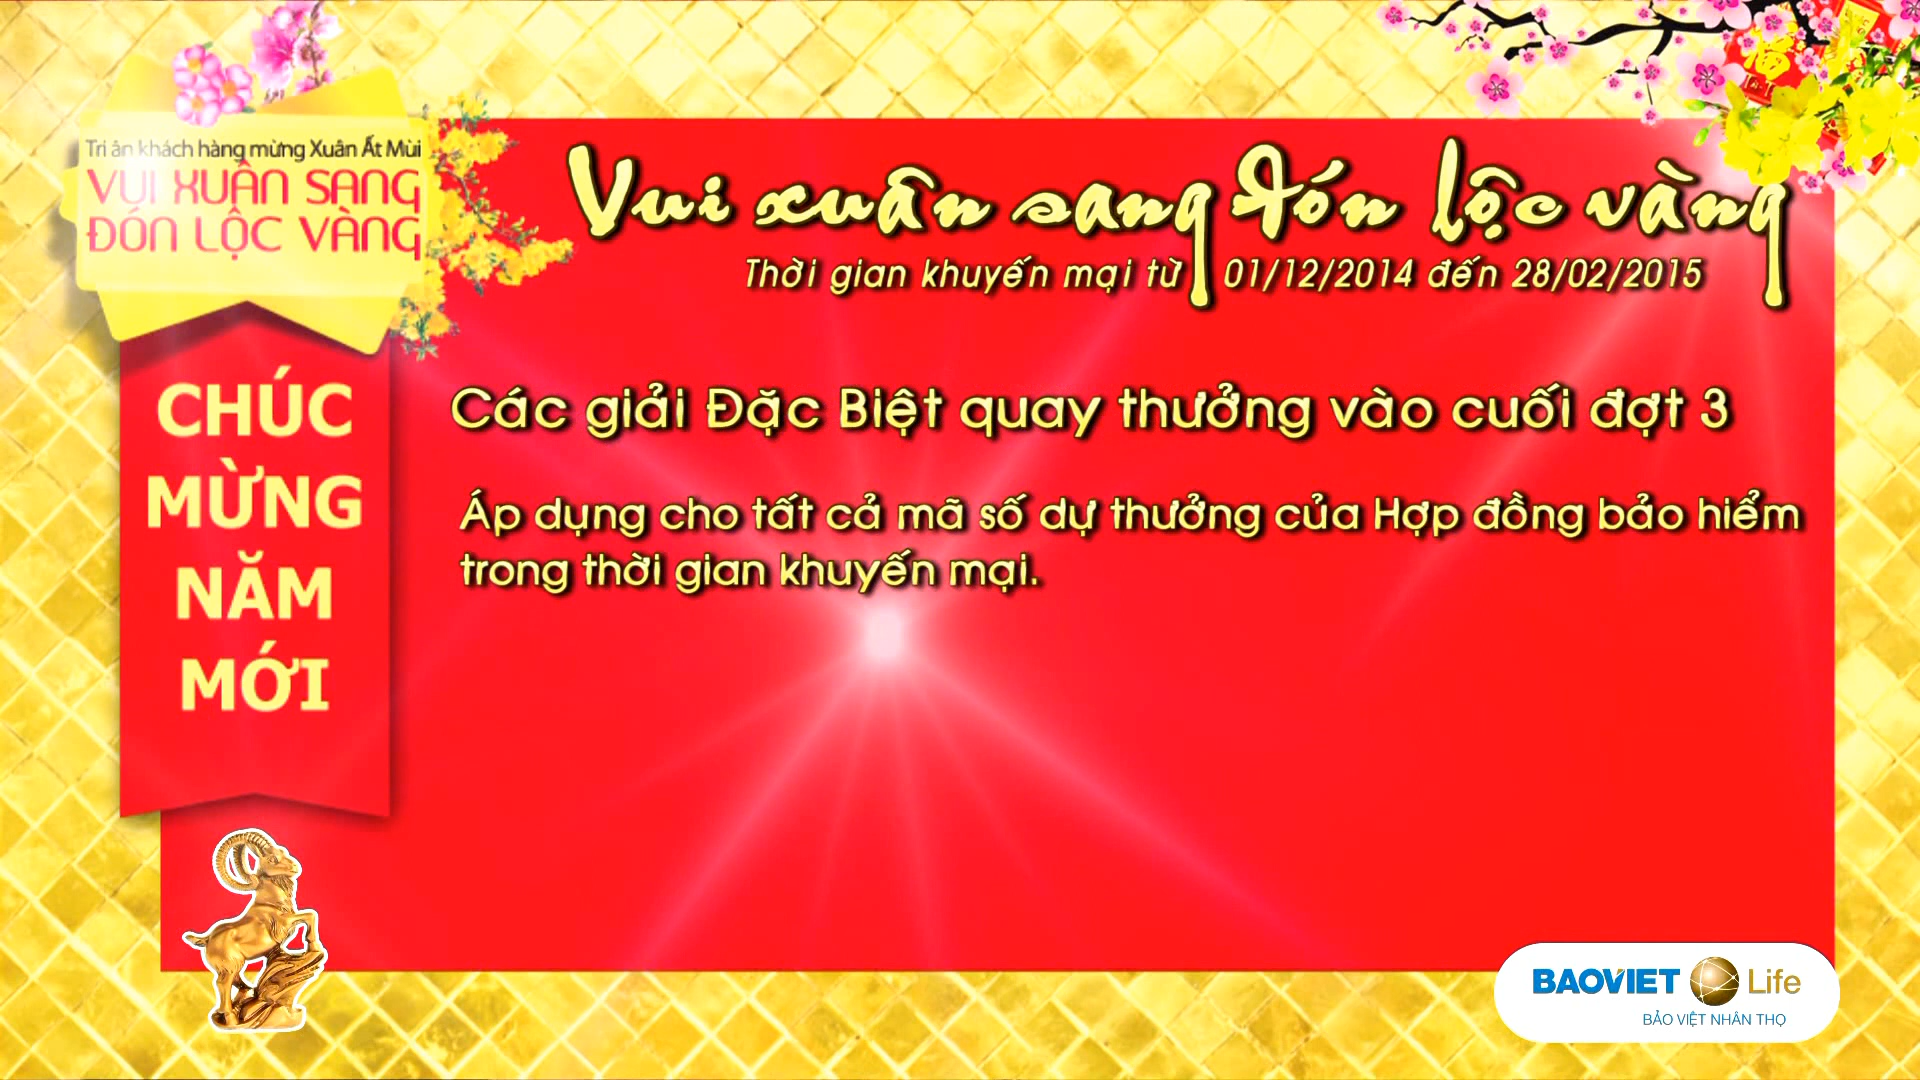 Tri ân khách hàng mừng Xuân Ất Mùi
VUI XUÂN SANG
ĐÓN LỘC VÀNG
Vui xuân sang đón lộc vàng
Thời gian khuyến mại từ 01/12/2014 đến 28/02/2015
CHÚC
MỪNG
NĂM
MỚI
Các giải Đặc Biệt quay thưởng vào cuối đợt 3
Áp dụng cho tất cả mã số dự thưởng của Hợp đồng bảo hiểm
trong thời gian khuyến mại.
BAOVIET Life
BẢO VIỆT NHÂN THỌ